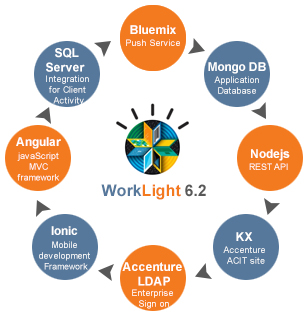 Bluemix
Push Service
Mongo DB
Application
Database
Nodejs
REST API
KX
Accenture
ACIT site
Accenture
LDAP
Enterprise
Sign on
Ionic
Mobile
development
Framework
Angular
javaScript
MVC
framework
SQL
Server
Integration
for Client
Activity
WorkLight 6.2